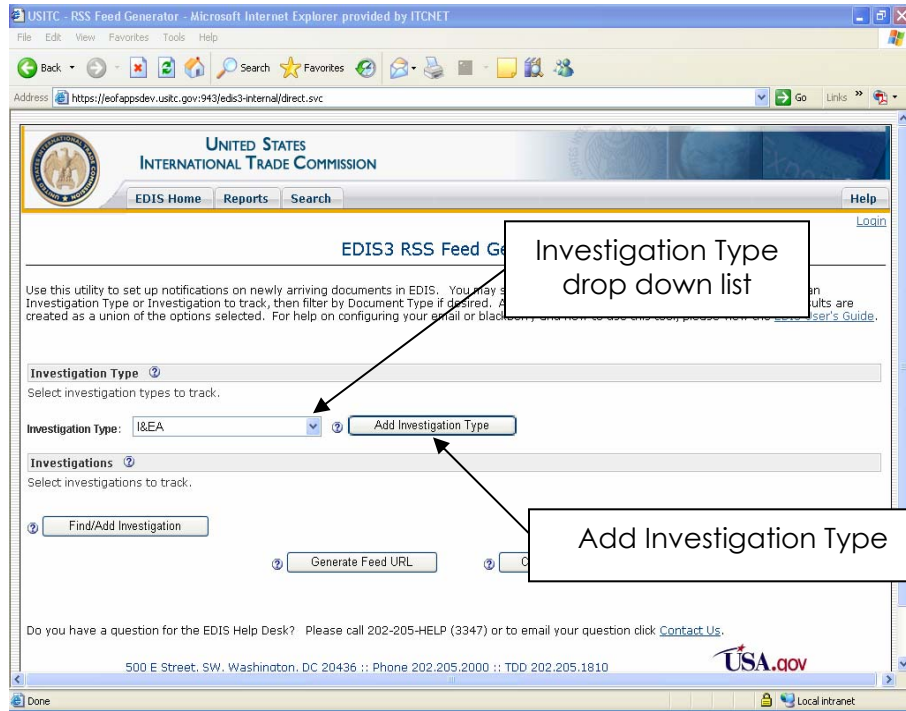 USITC - RSS Feed Generator - Microsoft Internet Explorer provided by ITCNET
File Edit View Favorites Tools Help
Back Search Favorites
Address https://eofappsdev.usitc.gov:943/edis3-internal/direct.svc Go Links »
UNITED STATES
INTERNATIONAL TRADE COMMISSION
EDIS Home Reports Search Help
Login
EDIS3 RSS Feed Ge
Investigation Type
drop down list
Use this utility to set up notifications on newly arriving documents in EDIS. You may s an
Investigation Type or Investigation to track, then filter by Document Type if desired. A sults are
created as a union of the options selected. For help on configuring your email or blackberry and how to use this tool, please view the EDIS User's Guide.
Investigation Type
Select investigation types to track.
Investigation Type: I&EA Add Investigation Type
Investigations
Select investigations to track.
Find/Add Investigation
Add Investigation Type
Generate Feed URL C
Do you have a question for the EDIS Help Desk? Please call 202-205-HELP (3347) or to email your question click Contact Us.
500 E Street, SW, Washington, DC 20436 :: Phone 202.205.2000 :: TDD 202.205.1810
USA.gov
Done Local intranet